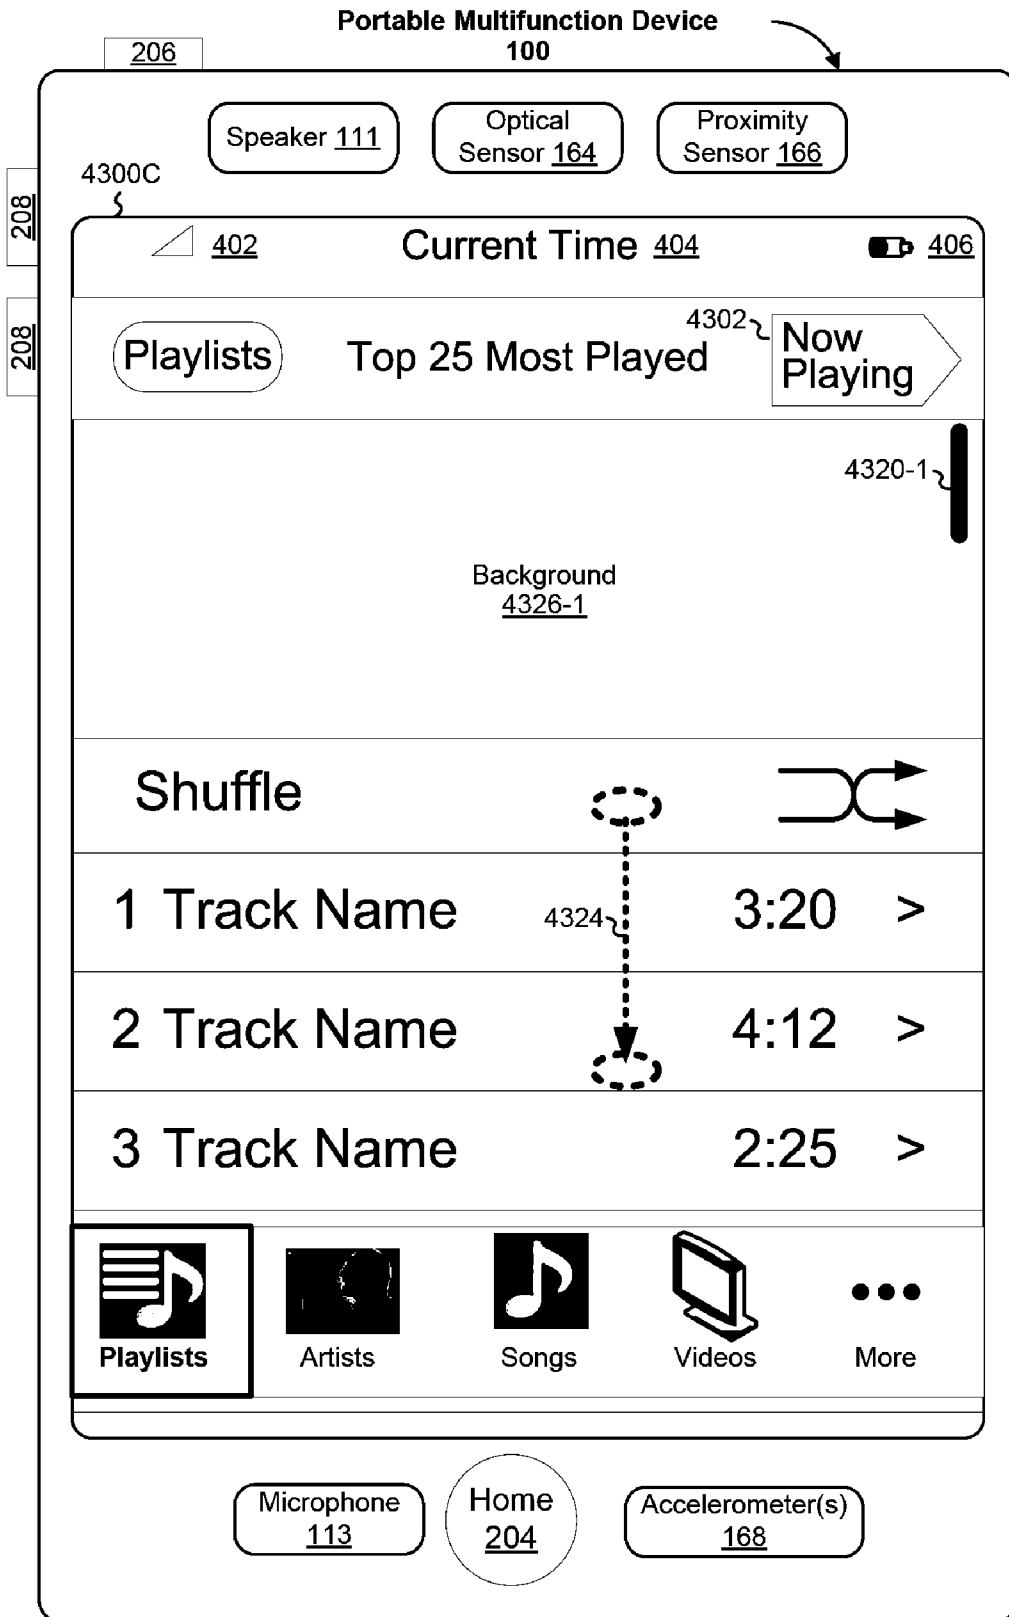 Portable Multifunction Device
100
206
Speaker 111
Optical
Sensor 164
Proximity
Sensor 166
4300C
208
208
402
Current Time 404
406
Playlists
Top 25 Most Played
4302
Now
Playing
4320-1
Background
4326-1
Shuffle
1 Track Name 3:20 >
4324
2 Track Name 4:12 >
3 Track Name 2:25 >
Playlists
Artists
Songs
Videos
More
Microphone
113
Home
204
Accelerometer(s)
168